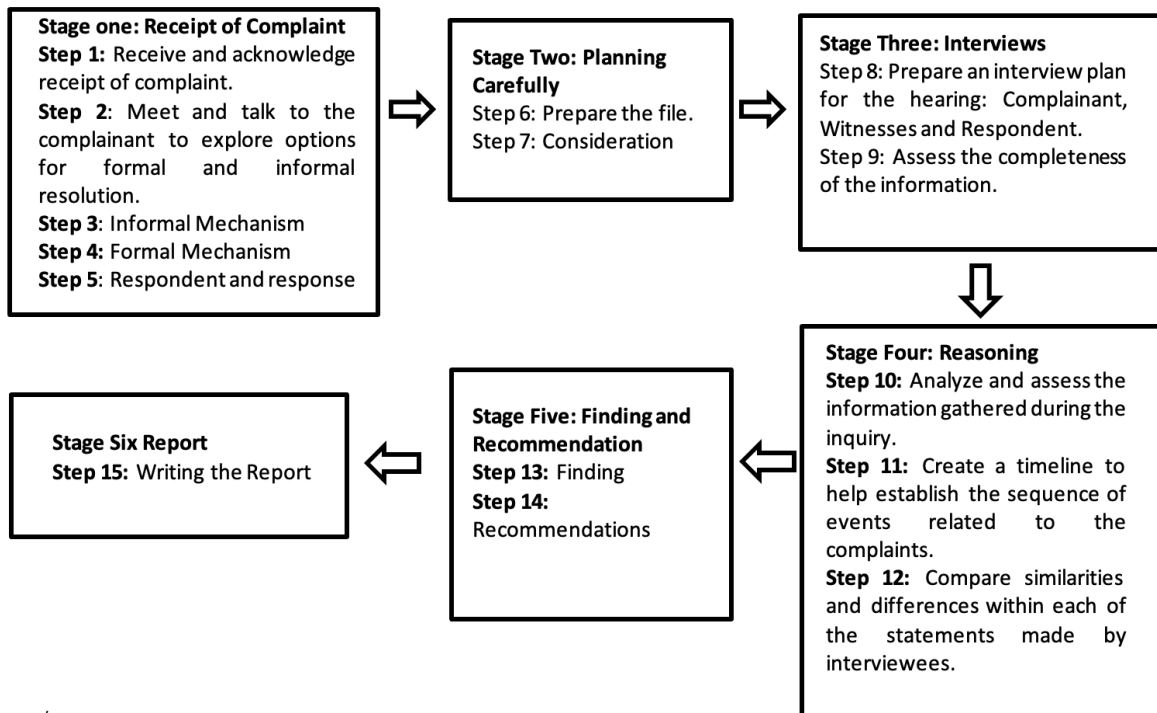 Stage one: Receipt of Complaint
Step 1: Receive and acknowledge
receipt of complaint.
Step 2: Meet and talk to the
complainant to explore options
for formal and informal
resolution.
Step 3: Informal Mechanism
Step 4: Formal Mechanism
Step 5: Respondent and response
Stage Two: Planning
Carefully
Step 6: Prepare the file.
Step 7: Consideration
Stage Three: Interviews
Step 8: Prepare an interview plan
for the hearing: Complainant,
Witnesses and Respondent.
Step 9: Assess the completeness
of the information.
Stage Four: Reasoning
Step 10: Analyze and assess the
information gathered during the
inquiry.
Step 11: Create a timeline to
help establish the sequence of
events related to the
complaints.
Step 12: Compare similarities
and differences within each of
the statements made by
interviewees.
Stage Five: Finding and
Recommendation
Step 13: Finding
Step 14:
Recommendations
Stage Six Report
Step 15: Writing the Report